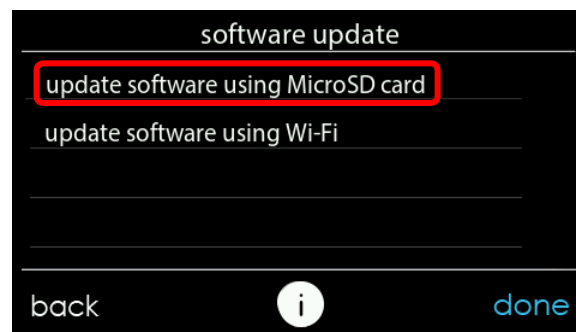 software update
update software using MicroSD card
update software using Wi-Fi
back
i
done